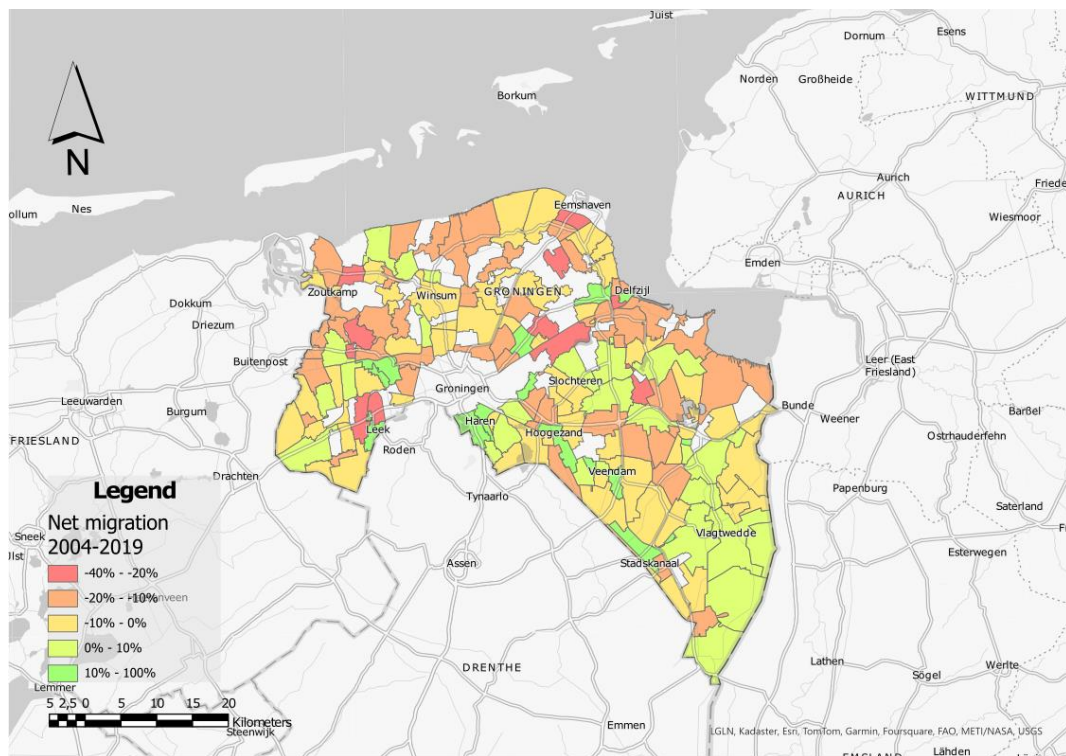 Juist
Esens
Dornum
Norden
Großheide
WITTMUND
Borkum
N
Aurich
AURICH
Friede
Nes
ollum
Wiesmoor
Eemshaven
Emden
Zoutkamp
Winsum
GRONINGEN
Delfzijl
Dokkum
Driezum
Buitenpost
Leer (East
Friesland)
Groningen
Slochteren
Leeuwarden
Burgum
Bunde
Weener
Barßel
FRIESLAND
Leek
Haren
Hoogezand
Ostrhauderfehn
Roden
Drachten
Veendam
Tynaarlo
Papenburg
Saterland
Legend
Net migration
2004-2019
Sneek
Vlagtwedde
Esterwegen
Stadskanaal
Assen
-40% - -20%
-20% - -10%
-10% - 0%
0% - 10%
10% - 100%
DRENTHE
Lathen
Sögel
Werlte
Lemmer
5 2,5 0 5 10 15 20
Kilometers
Steenwijk
Emmen
LGLN, Kadaster, Esri, TomTom, Garmin, Foursquare, FAO, METI/NASA, USGS
EMSLAND
Lähden